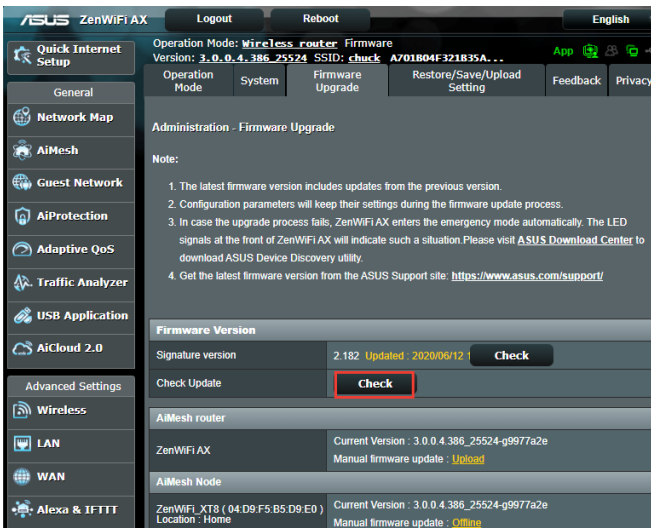 ASUS ZenWiFi AX Logout Reboot English
Quick Internet Setup
General
Network Map
AiMesh
Guest Network
AiProtection
Adaptive QoS
Traffic Analyzer
USB Application
AiCloud 2.0
Advanced Settings
Wireless
LAN
WAN
Alexa & IFTTT
Operation Mode: Wireless router Firmware
Version: 3.0.0.4.386_25524 SSID: chuck A701B04F321B35A...
App
Operation Mode System Firmware Upgrade Restore/Save/Upload Setting Feedback Privacy
Administration - Firmware Upgrade
Note:
1. The latest firmware version includes updates from the previous version.
2. Configuration parameters will keep their settings during the firmware update process.
3. In case the upgrade process fails, ZenWiFi AX enters the emergency mode automatically. The LED
signals at the front of ZenWiFi AX will indicate such a situation.Please visit ASUS Download Center to
download ASUS Device Discovery utility.
4. Get the latest firmware version from the ASUS Support site: https://www.asus.com/support/
Firmware Version
Signature version 2.182 Updated : 2020/06/12 1 Check
Check Update Check
AiMesh router
ZenWiFi AX
Current Version : 3.0.0.4.386_25524-g9977a2e
Manual firmware update : Upload
AiMesh Node
ZenWiFi_XT8 ( 04:D9:F5:B5:D9:E0 )
Location : Home
Current Version : 3.0.0.4.386_25524-g9977a2e
Manual firmware update : Offline